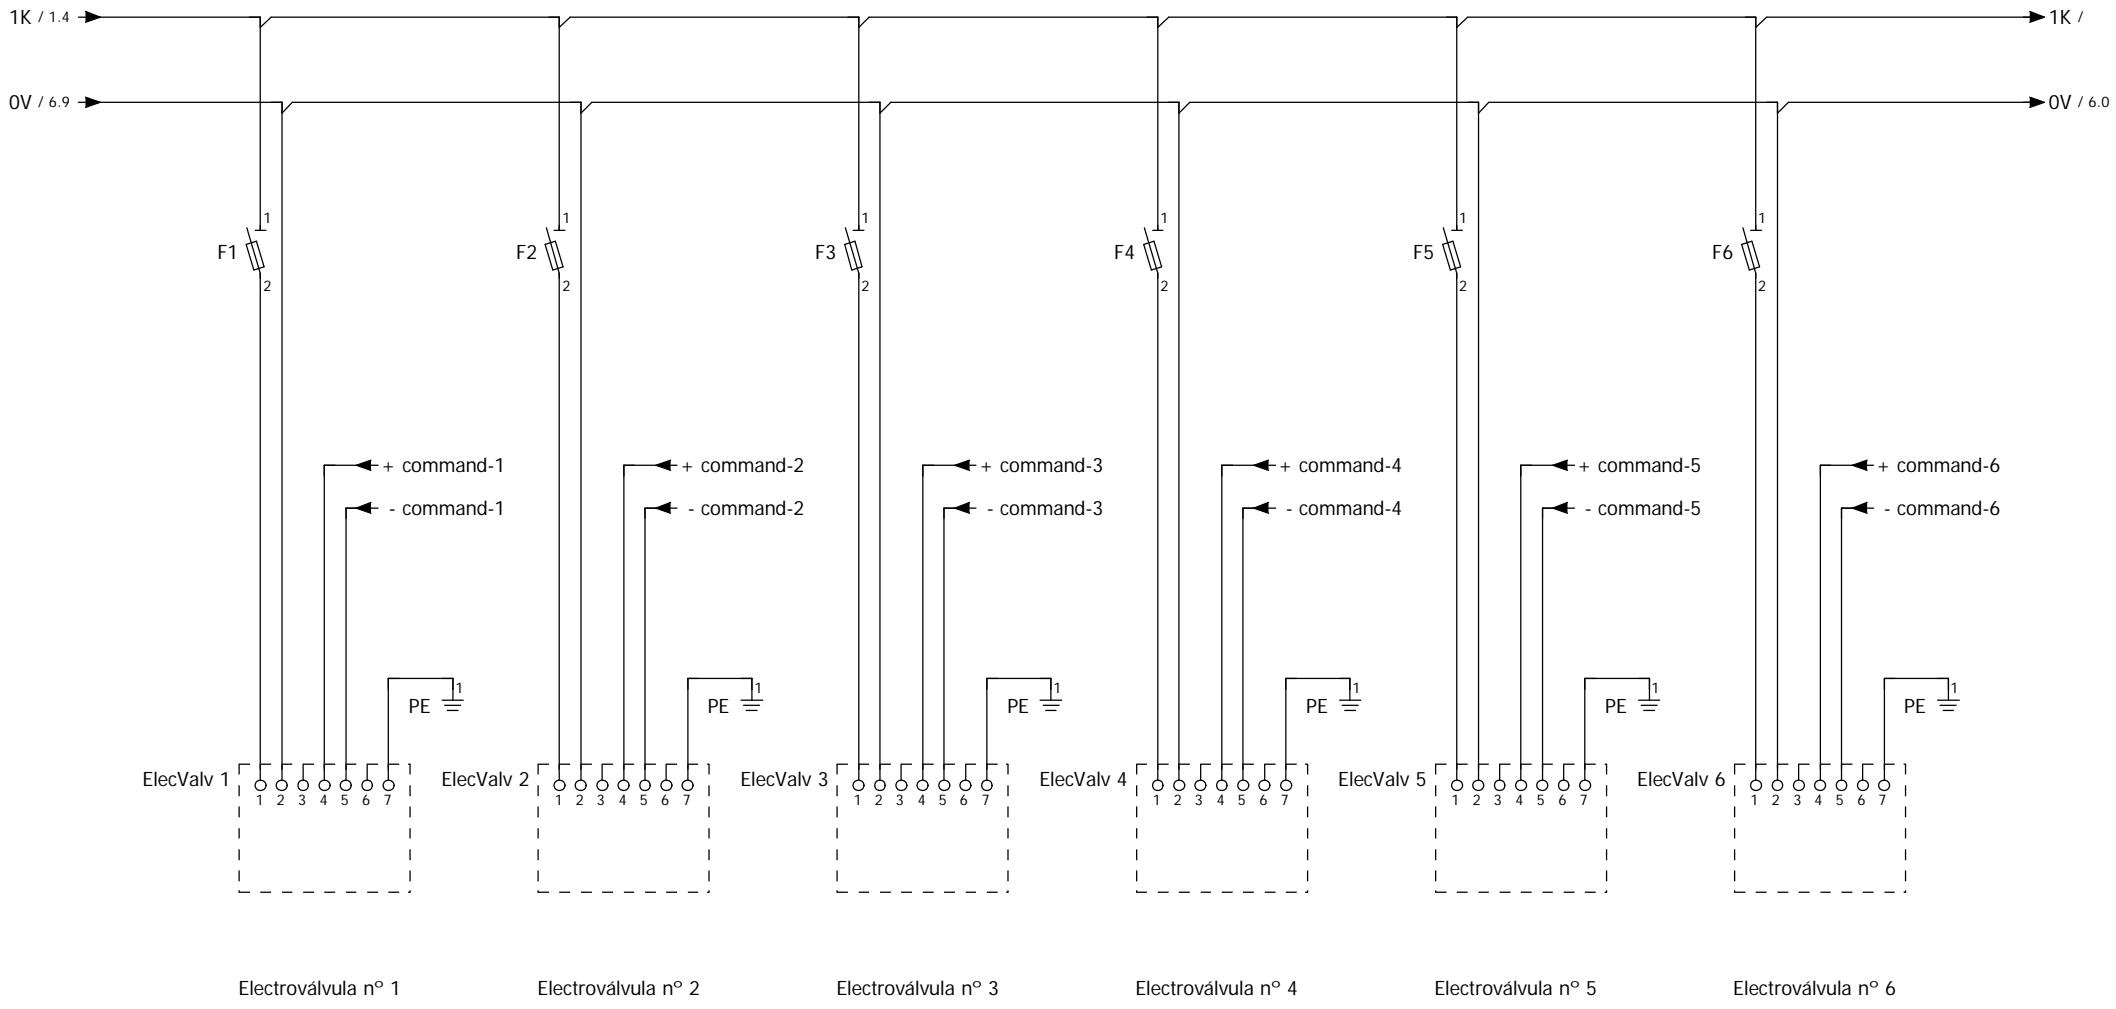 1K / 1.4 1K /
0V / 6.9 0V / 6.0
1 1 1 1 1 1
F1 F2 F3 F4 F5 F6
2 2 2 2 2 2
+ command-1 + command-2 + command-3 + command-4 + command-5 + command-6
- command-1 - command-2 - command-3 - command-4 - command-5 - command-6
1 1 1 1 1 1
PE PE PE PE PE PE
ElecValv 1 ElecValv 2 ElecValv 3 ElecValv 4 ElecValv 5 ElecValv 6
1 2 3 4 5 6 7 1 2 3 4 5 6 7 1 2 3 4 5 6 7 1 2 3 4 5 6 7 1 2 3 4 5 6 7 1 2 3 4 5 6 7
Electroválvula nº 1 Electroválvula nº 2 Electroválvula nº 3 Electroválvula nº 4 Electroválvula nº 5 Electroválvula nº 6